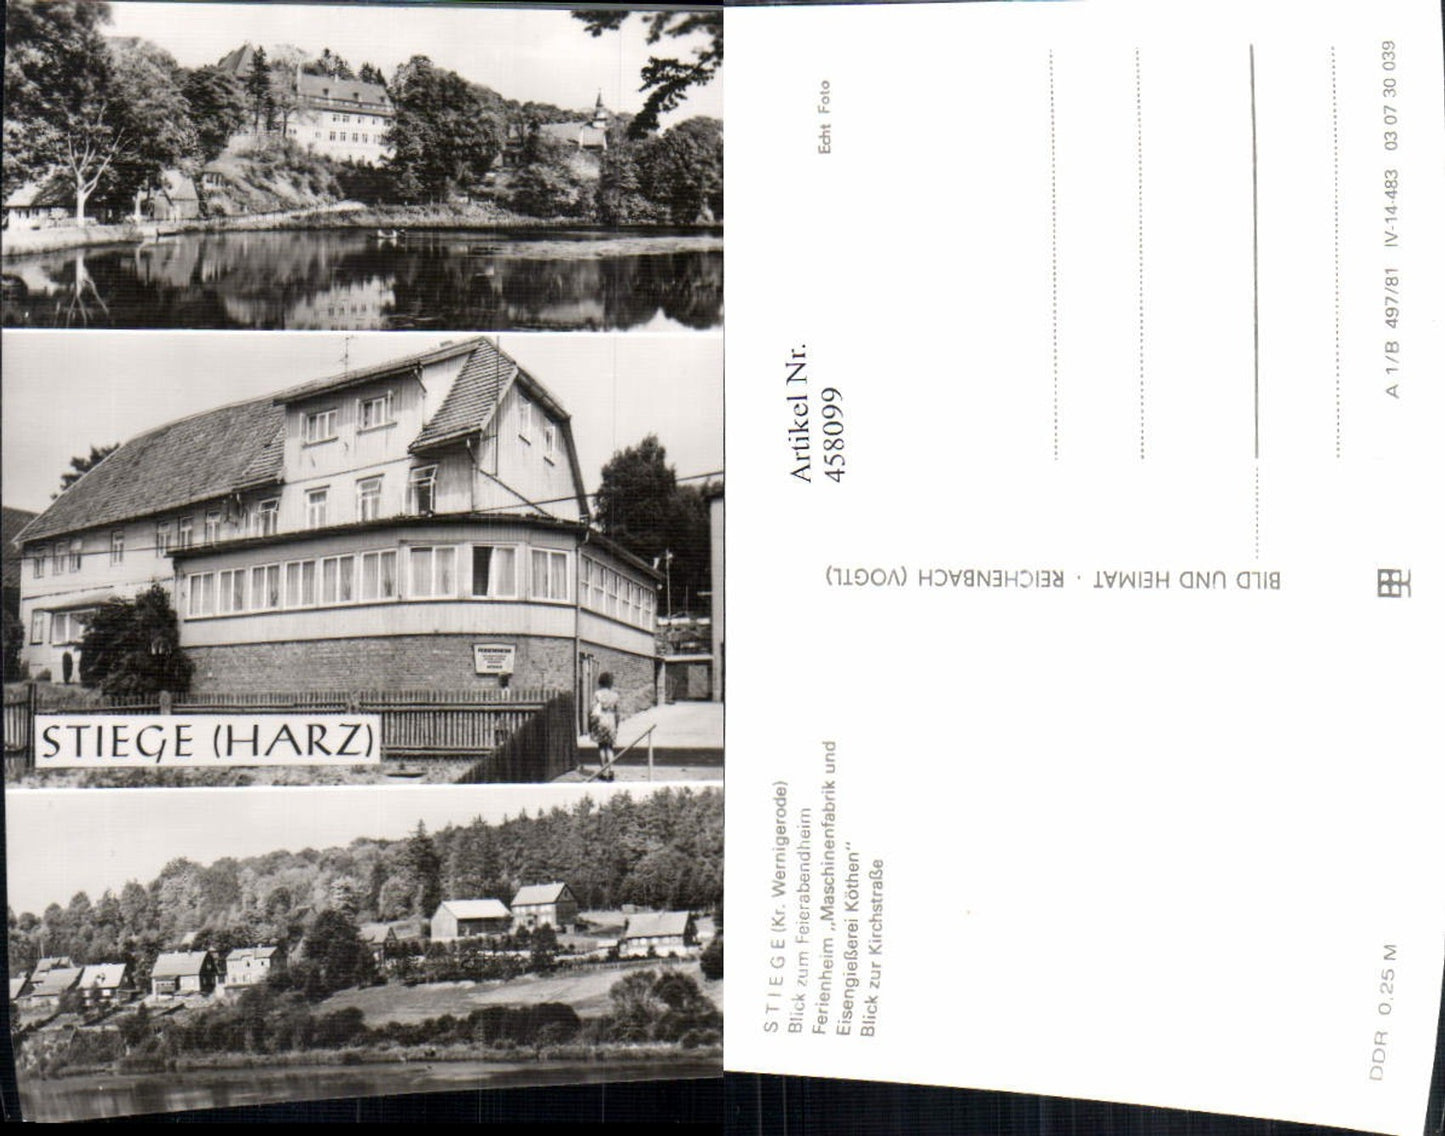 FERIENHEIM
STIEGE (HARZ)
Echt Foto
Artikel Nr.
458099
BILD UND HEIMAT · REICHENBACH (VOGTL)
A 1/B 497/81 IV-14-483 03 07 30 039
STIEGE (Kr. Wernigerode)
Blick zum Feierabendheim
Ferienheim „Maschinenfabrik und
Eisengießerei Köthen“
Blick zur Kirchstraße
DDR 0.25 M